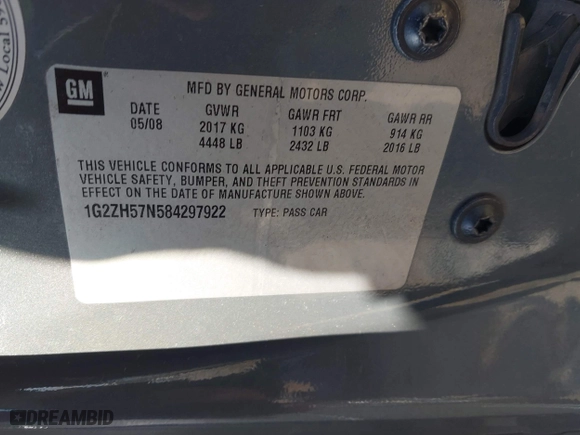 w Local 5
GM
MFD BY GENERAL MOTORS CORP.
DATE GVWR GAWR FRT GAWR RR
05/08 2017 KG 1103 KG 914 KG
4448 LB 2432 LB 2016 LB
THIS VEHICLE CONFORMS TO ALL APPLICABLE U.S. FEDERAL MOTOR
VEHICLE SAFETY, BUMPER, AND THEFT PREVENTION STANDARDS IN
EFFECT ON THE DATE OF MANUFACTURE SHOWN ABOVE.
1G2ZH57N584297922 TYPE: PASS CAR
DREAMBID